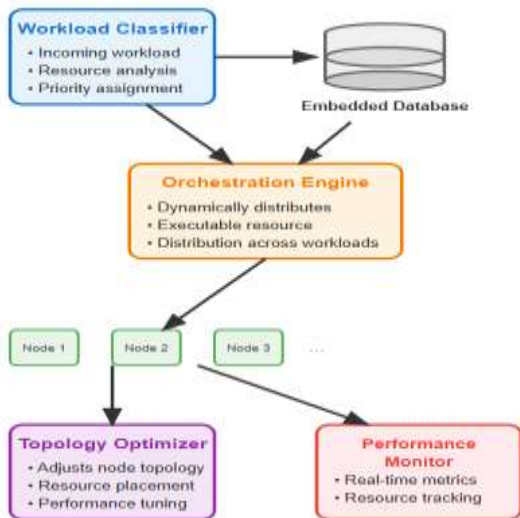 Workload Classifier
• Incoming workload
• Resource analysis
• Priority assignment
Embedded Database
Orchestration Engine
• Dynamically distributes
• Executable resource
• Distribution across workloads
Node 1
Node 2
Node 3
...
Topology Optimizer
• Adjusts node topology
• Resource placement
• Performance tuning
Performance
Monitor
• Real-time metrics
• Resource tracking